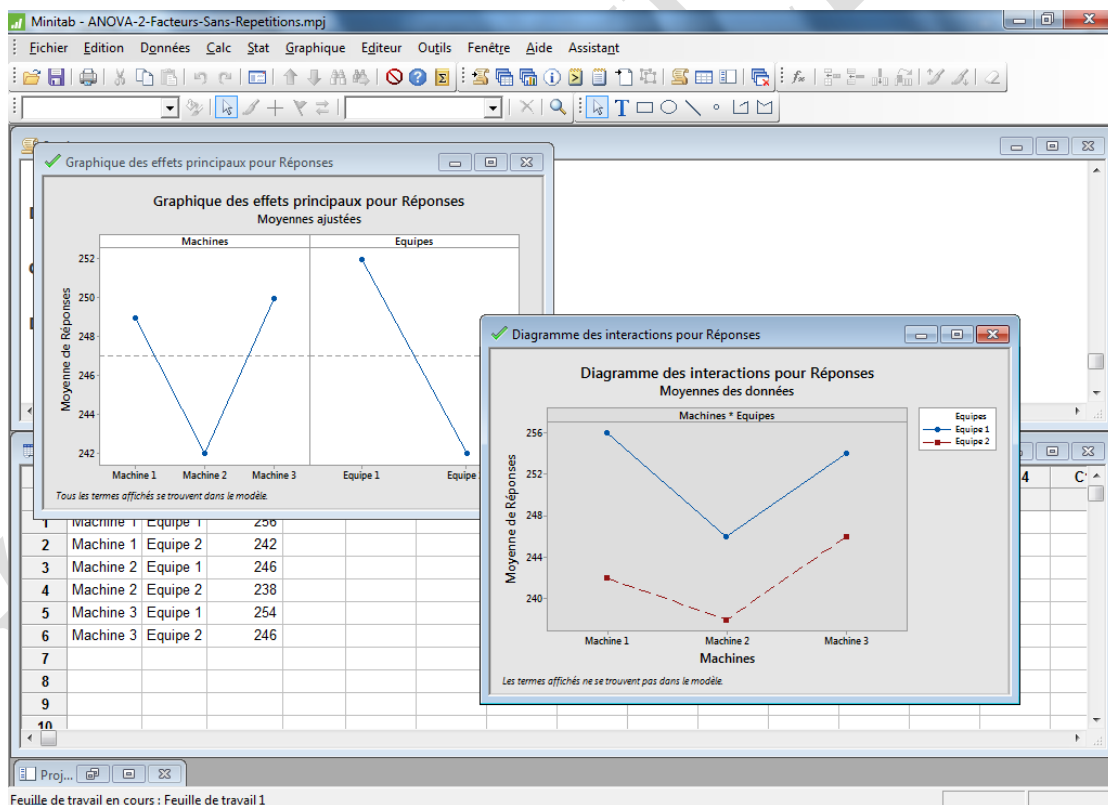 Minitab - ANOVA-2-Facteurs-Sans-Repetitions.mpj
Fichier Edition Données Calc Stat Graphique Editeur Outils Fenêtre Aide Assistant
Graphique des effets principaux pour Réponses
Graphique des effets principaux pour Réponses
Moyennes ajustées
Machines Equipes
Moyenne de Réponses
252
250
248
246
244
242
Machine 1 Machine 2 Machine 3 Equipe 1 Equipe
Tous les termes affichés se trouvent dans le modèle.
Diagramme des interactions pour Réponses
Diagramme des interactions pour Réponses
Moyennes des données
Machines * Equipes
Equipes
Equipe 1
Equipe 2
Moyenne de Réponses
256
252
248
244
240
Machine 1 Machine 2 Machine 3
Machines
Les termes affichés ne se trouvent pas dans le modèle.
4
1 Machine 1 Equipe 1 256
2 Machine 1 Equipe 2 242
3 Machine 2 Equipe 1 246
4 Machine 2 Equipe 2 238
5 Machine 3 Equipe 1 254
6 Machine 3 Equipe 2 246
7
8
9
10
Proj...
Feuille de travail en cours : Feuille de travail 1